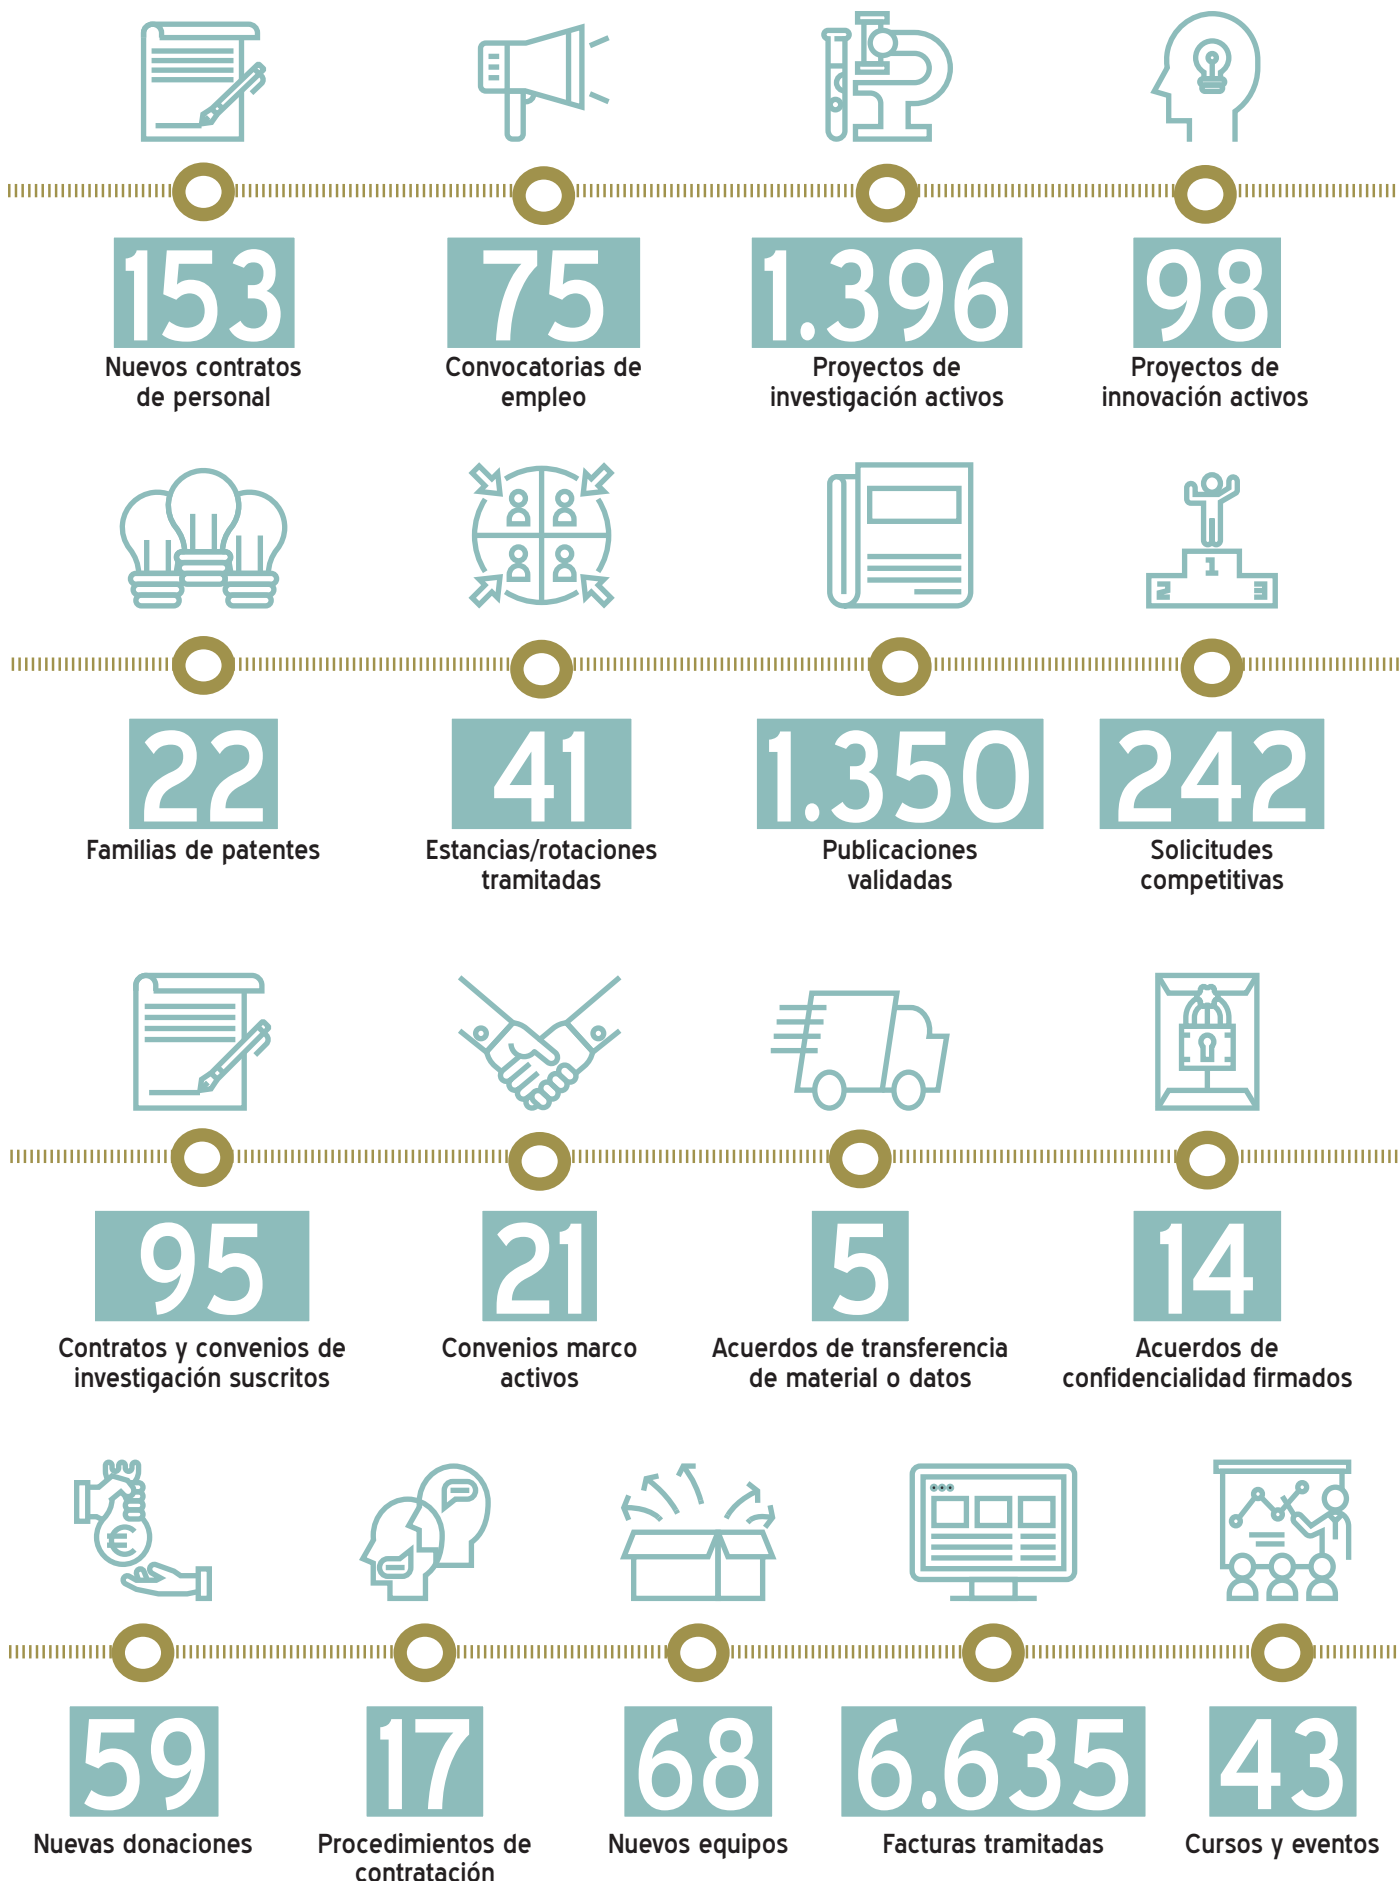 153
Nuevos contratos
de personal
75
Convocatorias de
empleo
1.396
Proyectos de
investigación activos
98
Proyectos de
innovación activos
2 1 3
22
Familias de patentes
41
Estancias/rotaciones
tramitadas
1.350
Publicaciones
validadas
242
Solicitudes
competitivas
95
Contratos y convenios de
investigación suscritos
21
Convenios marco
activos
5
Acuerdos de transferencia
de material o datos
14
Acuerdos de
confidencialidad firmados
€
59
Nuevas donaciones
17
Procedimientos de
contratación
68
Nuevos equipos
6.635
Facturas tramitadas
43
Cursos y eventos